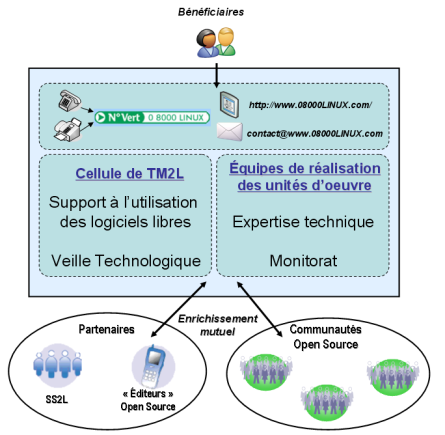 Bénéficiaires
N°Vert 0 8000 LINUX
http://www.08000LINUX.com/
contact@www.08000LINUX.com
Cellule de TM2L
Support à l'utilisation
des logiciels libres
Veille Technologique
Équipes de réalisation
des unités d'oeuvre
Expertise technique
Monitorat
Enrichissement
mutuel
Partenaires
SS2L
« Éditeurs »
Open Source
Communautés
Open Source